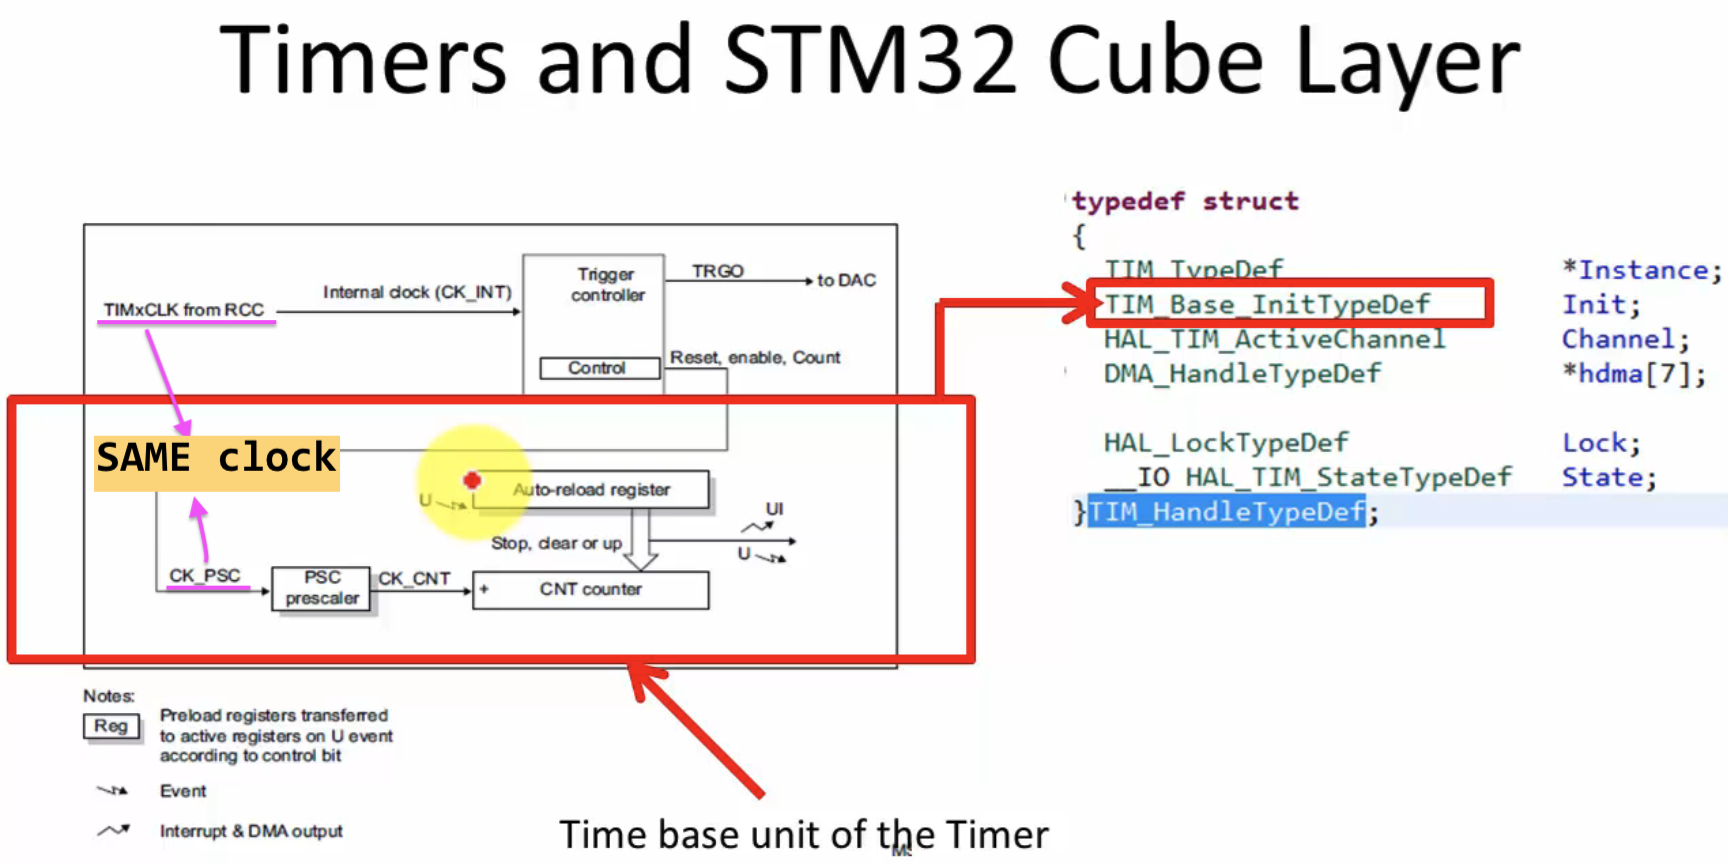 Timers and STM32 Cube Layer
TIMxCLK from RCC
Internal clock (CK_INT)
Trigger
controller
TRGO
to DAC
Control
Reset, enable, Count
SAME clock
Auto-reload register
U
Stop, clear or up
UI
U
CK_PSC
PSC
prescaler
CK_CNT
+
CNT counter
Notes:
Reg
Preload registers transferred
to active registers on U event
according to control bit
Event
Interrupt & DMA output
Time base unit of the Timer
typedef struct
{
TIM_TypeDef *Instance;
TIM_Base_InitTypeDef Init;
HAL_TIM_ActiveChannel Channel;
DMA_HandleTypeDef *hdma[7];
HAL_LockTypeDef Lock;
__IO HAL_TIM_StateTypeDef State;
}TIM_HandleTypeDef;